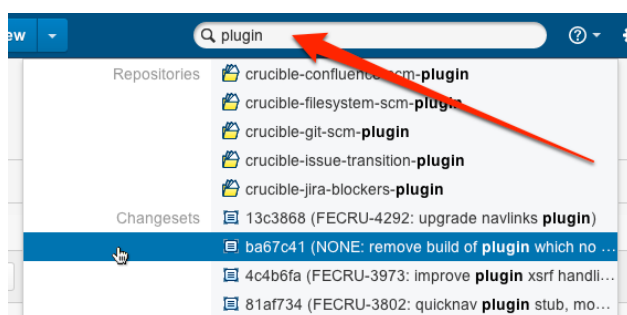 ew
plugin
Repositories
crucible-confluence-scm-plugin
crucible-filesystem-scm-plugin
crucible-git-scm-plugin
crucible-issue-transition-plugin
crucible-jira-blockers-plugin
Changesets
13c3868 (FECRU-4292: upgrade navlinks plugin)
ba67c41 (NONE: remove build of plugin which no ...
4c4b6fa (FECRU-3973: improve plugin xsrf handli...
81af734 (FECRU-3802: quicknav plugin stub, mo...